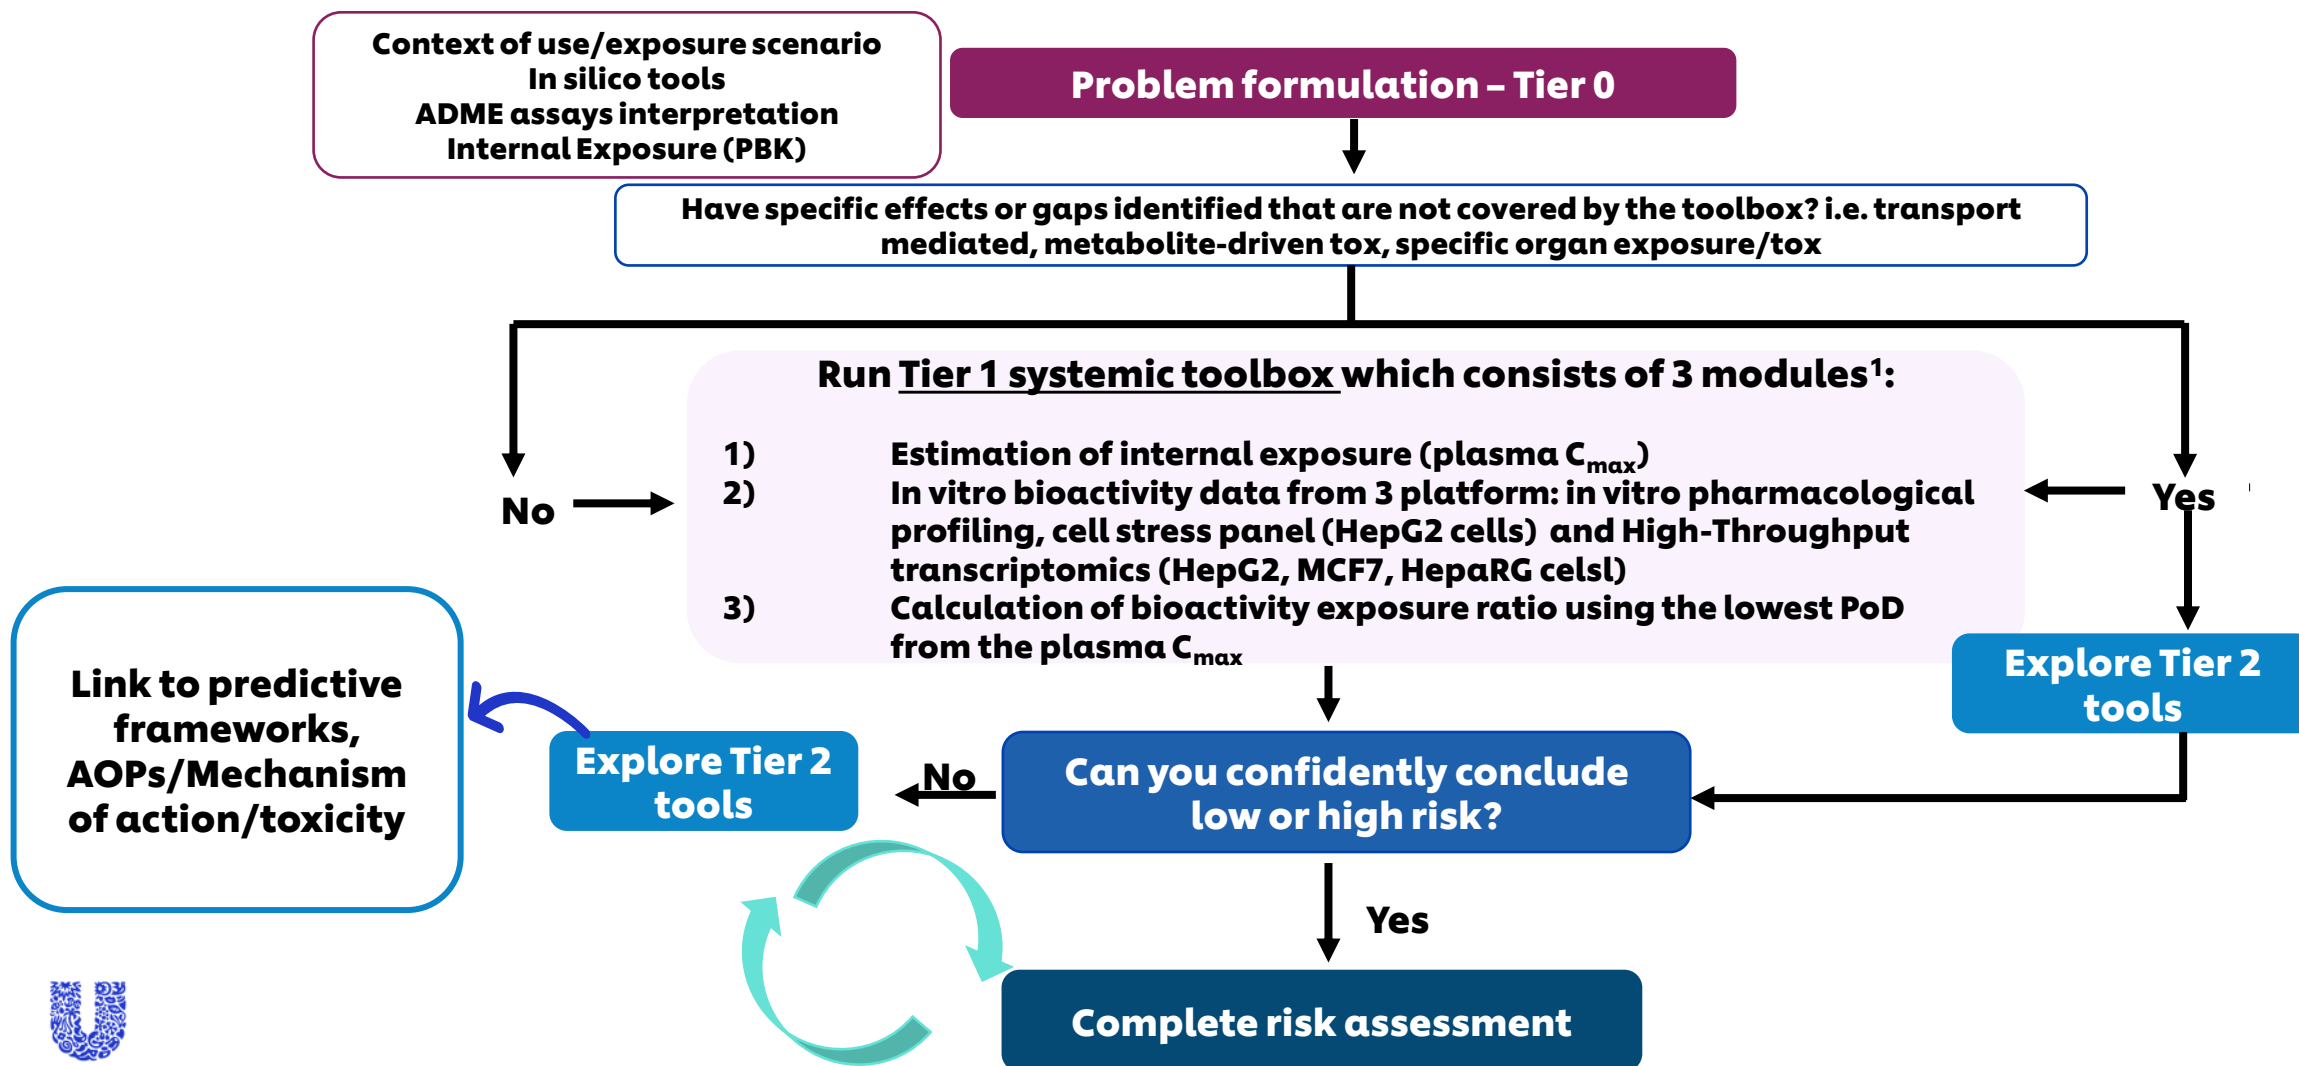 Context of use/exposure scenario
In silico tools
ADME assays interpretation
Internal Exposure (PBK)
Problem formulation – Tier 0
Have specific effects or gaps identified that are not covered by the toolbox? i.e. transport
mediated, metabolite-driven tox, specific organ exposure/tox
Run Tier 1 systemic toolbox which consists of 3 modules¹:
1) Estimation of internal exposure (plasma Cmax)
2) In vitro bioactivity data from 3 platform: in vitro pharmacological
profiling, cell stress panel (HepG2 cells) and High-Throughput
transcriptomics (HepG2, MCF7, HepaRG celsl)
3) Calculation of bioactivity exposure ratio using the lowest PoD
from the plasma Cmax
No
Yes
Explore Tier 2
tools
Can you confidently conclude
low or high risk?
No
Explore Tier 2
tools
Link to predictive
frameworks,
AOPs/Mechanism
of action/toxicity
Yes
Complete risk assessment